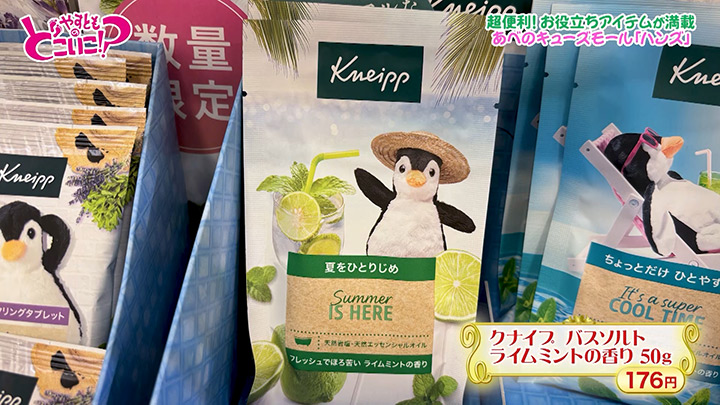 やすとも
の
どこいこ!?
超便利!お役立ちアイテムが満載
あべのキューズモール「ハンズ」
数量
限定
Kneipp
Kneipp
Kneipp
夏をひとりじめ
Summer
IS HERE
天然岩塩・天然エッセンシャルオイル
フレッシュでほろ苦い ライムミントの香り
リングタブレット
ちょっとだけ ひとやす
It's a super
COOL TIME
クナイプ バスソルト
ライムミントの香り 50g
176円